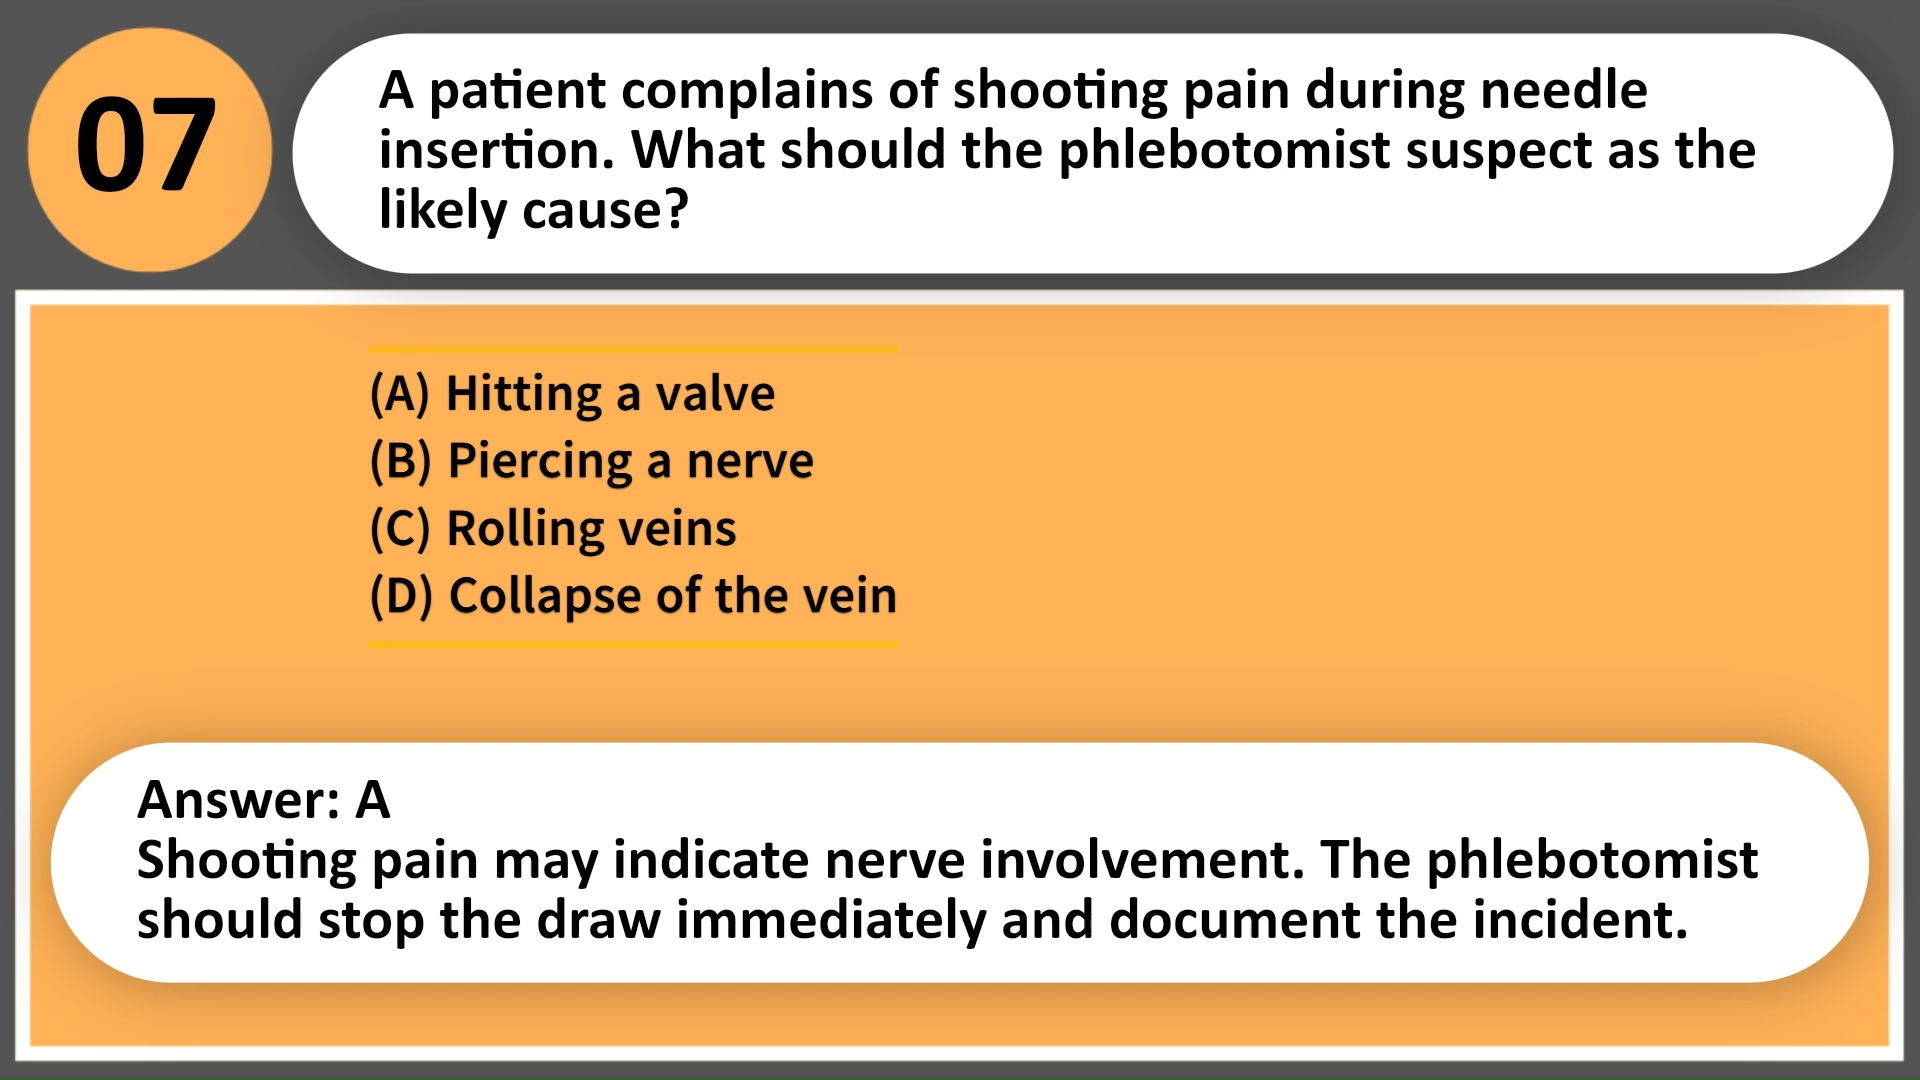 07
A patient complains of shooting pain during needle
insertion. What should the phlebotomist suspect as the
likely cause?
(A) Hitting a valve
(B) Piercing a nerve
(C) Rolling veins
(D) Collapse of the vein
Answer: A
Shooting pain may indicate nerve involvement. The phlebotomist
should stop the draw immediately and document the incident.